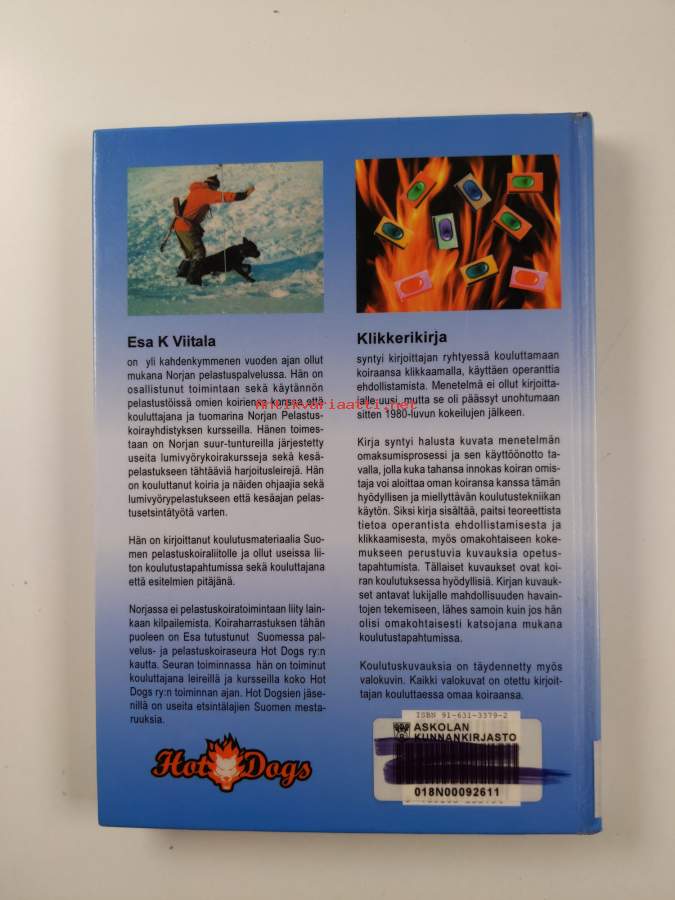 Esa K Viitala
on yli kahdenkymmenen vuoden ajan ollut
mukana Norjan pelastuspalvelussa. Hän on
osallistunut toimintaan sekä käytännön
pelastustöissä omien koiriensa kanssa että
kouluttajana ja tuomarina Norjan Pelastus-
koirayhdistyksen kursseilla. Hänen toimes-
taan on Norjan suur-tuntureilla järjestetty
useita lumivyörykoirakursseja sekä kesä-
pelastukseen tähtääviä harjoitusleirejä. Hän
on kouluttanut koiria ja näiden ohjaajia sekä
lumivyörypelastukseen että kesäajan pelas-
tusetsintätyötä varten.
Hän on kirjoittanut koulutusmateriaalia Suo-
men pelastuskoiraliitolle ja ollut useissa lii-
ton koulutustapahtumissa sekä kouluttajana
että esitelmien pitäjänä.
Norjassa ei pelastuskoiratoimintaan liity lain-
kaan kilpailemista. Koiraharrastuksen tähän
puoleen on Esa tutustunut Suomessa pal-
velus- ja pelastuskoiraseura Hot Dogs ry:n
kautta. Seuran toiminnassa hän on toiminut
kouluttajana leireillä ja kursseilla koko Hot
Dogs ry:n toiminnan ajan. Hot Dogsien jäse-
nillä on useita etsintälajien Suomen mesta-
ruuksia.
Hot Dogs
Klikkerikirja
syntyi kirjoittajan ryhtyessä kouluttamaan
koiraansa klikkaamalla, käyttäen operanttia
ehdollistamista. Menetelmä ei ollut kirjoitta-
jalle uusi, mutta se oli päässyt unohtumaan
sitten 1980-luvun kokeilujen jälkeen.
Kirja syntyi halusta kuvata menetelmän
omaksumisprosessi ja sen käyttöönotto ta-
valla, jolla kuka tahansa innokas koiran omis-
taja voi aloittaa oman koiransa kanssa tämän
hyödyllisen ja miellyttävän koulutustekniikan
käytön. Siksi kirja sisältää, paitsi teoreettista
tietoa operantista ehdollistamisesta ja
klikkaamisesta, myös omakohtaiseen koke-
mukseen perustuvia kuvauksia opetus-
tapahtumista. Tällaiset kuvaukset ovat koi-
ran koulutuksessa hyödyllisiä. Kirjan kuvauk-
set antavat lukijalle mahdollisuuden havain-
tojen tekemiseen, lähes samoin kuin jos hän
olisi omakohtaisesti katsojana mukana
koulutustapahtumissa.
Koulutuskuvauksia on täydennetty myös
valokuvin. Kaikki valokuvat on otettu kirjoit-
tajan kouluttaessa omaa koiraansa.
ISBN 91-631-3379-2
ASKOLAN
KUNNANKIRJASTO
018N00092611
Antikvariaatti.net